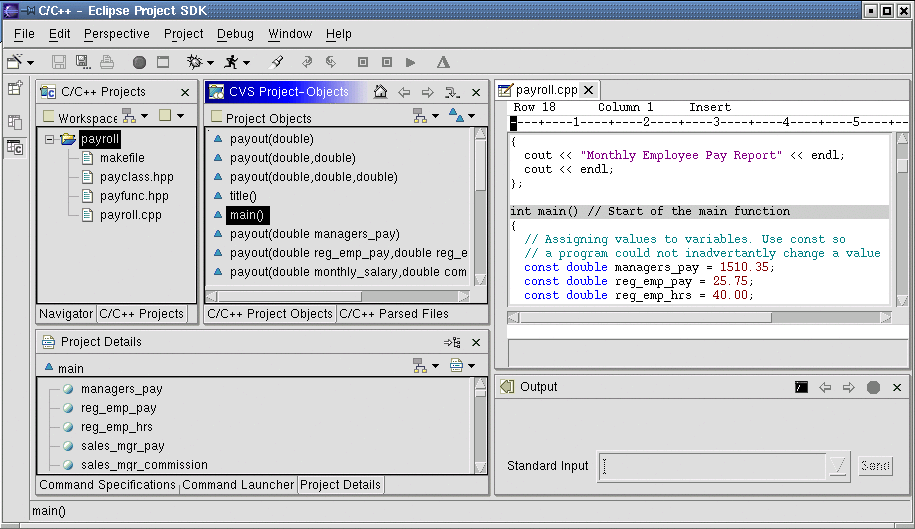 C/C++ - Eclipse Project SDK
File Edit Perspective Project Debug Window Help
C/C++ Projects
Workspace
payroll
makefile
payclass.hpp
payfunc.hpp
payroll.cpp
Navigator C/C++ Projects
CVS Project-Objects
Project Objects
payout(double)
payout(double,double)
payout(double,double,double)
title()
main()
payout(double managers_pay)
payout(double reg_emp_pay,double reg_e
payout(double monthly_salary,double com
C/C++ Project Objects C/C++ Parsed Files
payroll.cpp
Row 18 Column 1 Insert
----+----1----+----2----+----3----+----4----+----5----+--
{
cout << "Monthly Employee Pay Report" << endl;
cout << endl;
};
int main() // Start of the main function
{
// Assigning values to variables. Use const so
// a program could not inadvertantly change a value
const double managers_pay = 1510.35;
const double reg_emp_pay = 25.75;
const double reg_emp_hrs = 40.00;
Project Details
main
managers_pay
reg_emp_pay
reg_emp_hrs
sales_mgr_pay
sales_mgr_commission
Command Specifications Command Launcher Project Details
Output
Standard Input Send
main()